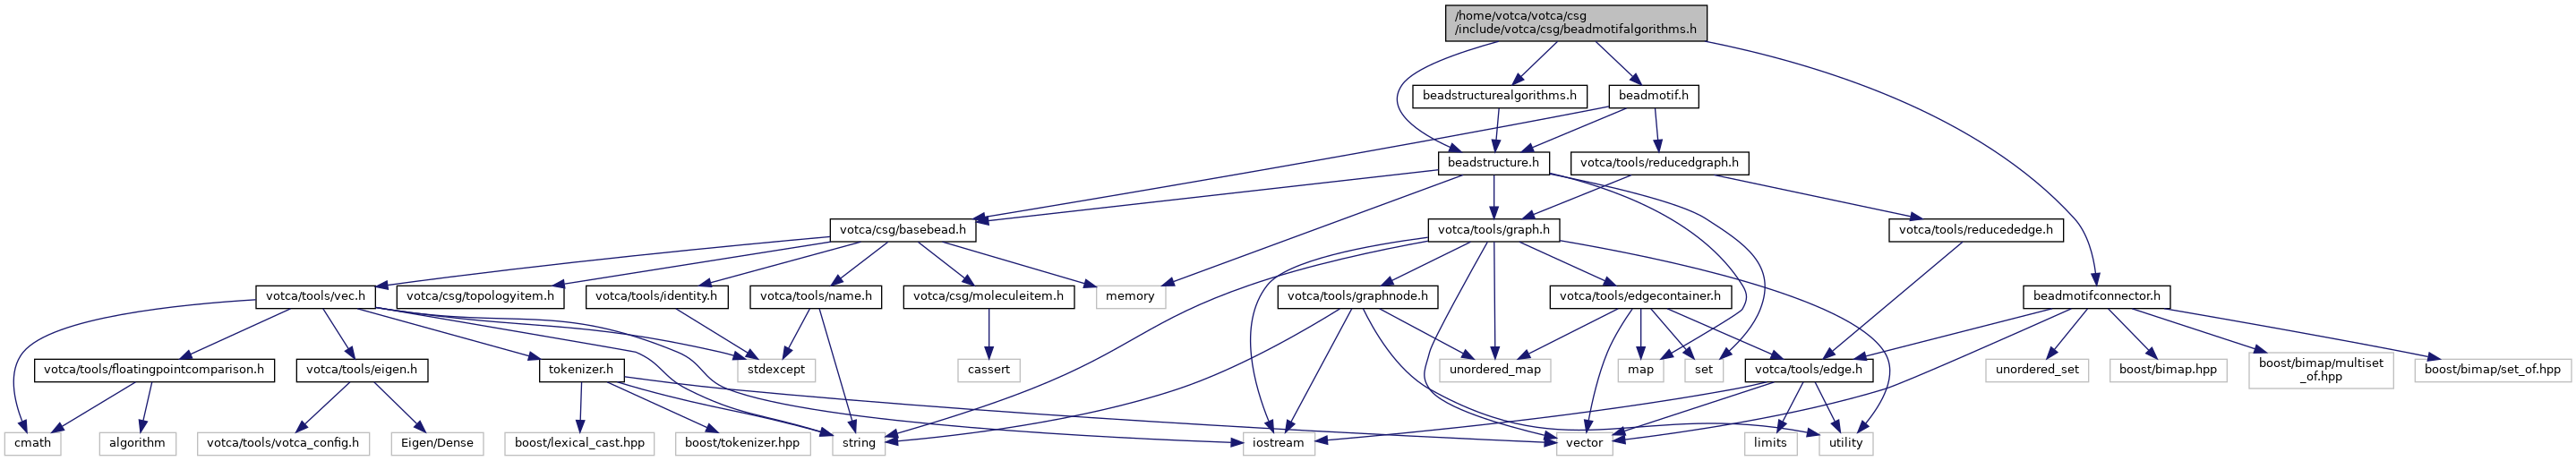 /home/votca/votca/csg
/include/votca/csg/beadmotifalgorithms.h
beadstructurealgorithms.h
beadmotif.h
beadstructure.h
votca/tools/reducedgraph.h
votca/csg/basebead.h
votca/tools/graph.h
votca/tools/reducededge.h
votca/tools/vec.h
votca/csg/topologyitem.h
votca/tools/identity.h
votca/tools/name.h
votca/csg/moleculeitem.h
memory
votca/tools/graphnode.h
votca/tools/edgecontainer.h
beadmotifconnector.h
votca/tools/floatingpointcomparison.h
votca/tools/eigen.h
tokenizer.h
stdexcept
cassert
unordered_map
map
set
votca/tools/edge.h
unordered_set
boost/bimap.hpp
boost/bimap/multiset
_of.hpp
boost/bimap/set_of.hpp
cmath
algorithm
votca/tools/votca_config.h
Eigen/Dense
boost/lexical_cast.hpp
boost/tokenizer.hpp
string
iostream
vector
limits
utility